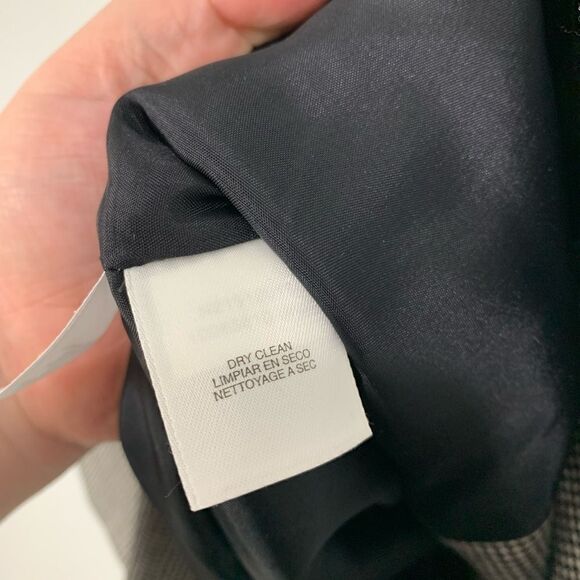 DRY CLEAN
LIMPIAR EN SECO
NETTOYAGE A SEC